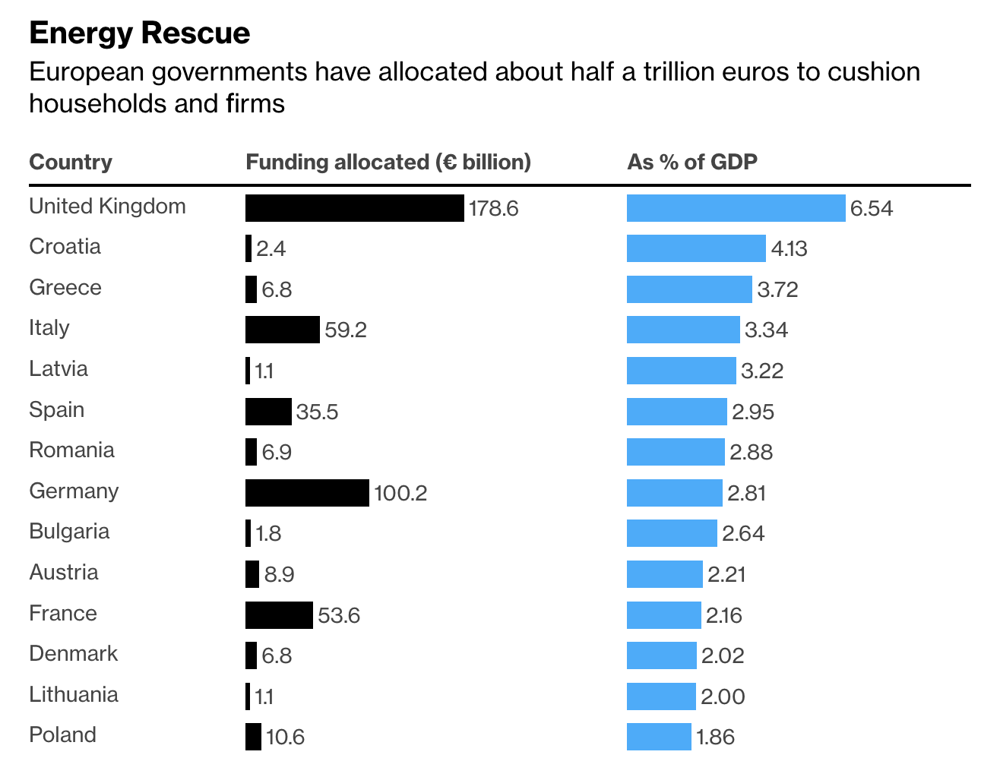 Energy Rescue
European governments have allocated about half a trillion euros to cushion
households and firms
Country Funding allocated (€ billion) As % of GDP
United Kingdom 178.6 6.54
Croatia 2.4 4.13
Greece 6.8 3.72
Italy 59.2 3.34
Latvia 1.1 3.22
Spain 35.5 2.95
Romania 6.9 2.88
Germany 100.2 2.81
Bulgaria 1.8 2.64
Austria 8.9 2.21
France 53.6 2.16
Denmark 6.8 2.02
Lithuania 1.1 2.00
Poland 10.6 1.86